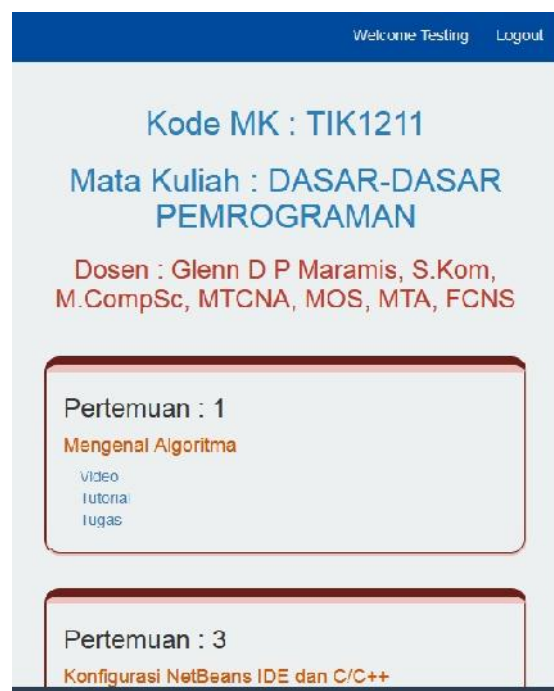 Welcome Testing Logout
Kode MK : TIK1211
Mata Kuliah : DASAR-DASAR
PEMROGRAMAN
Dosen : Glenn D P Maramis, S.Kom,
M.CompSc, MTCNA, MOS, MTA, FCNS
Pertemuan : 1
Mengenal Algoritma
Video
Tutorial
Tugas
Pertemuan : 3
Konfigurasi NetBeans IDE dan C/C++